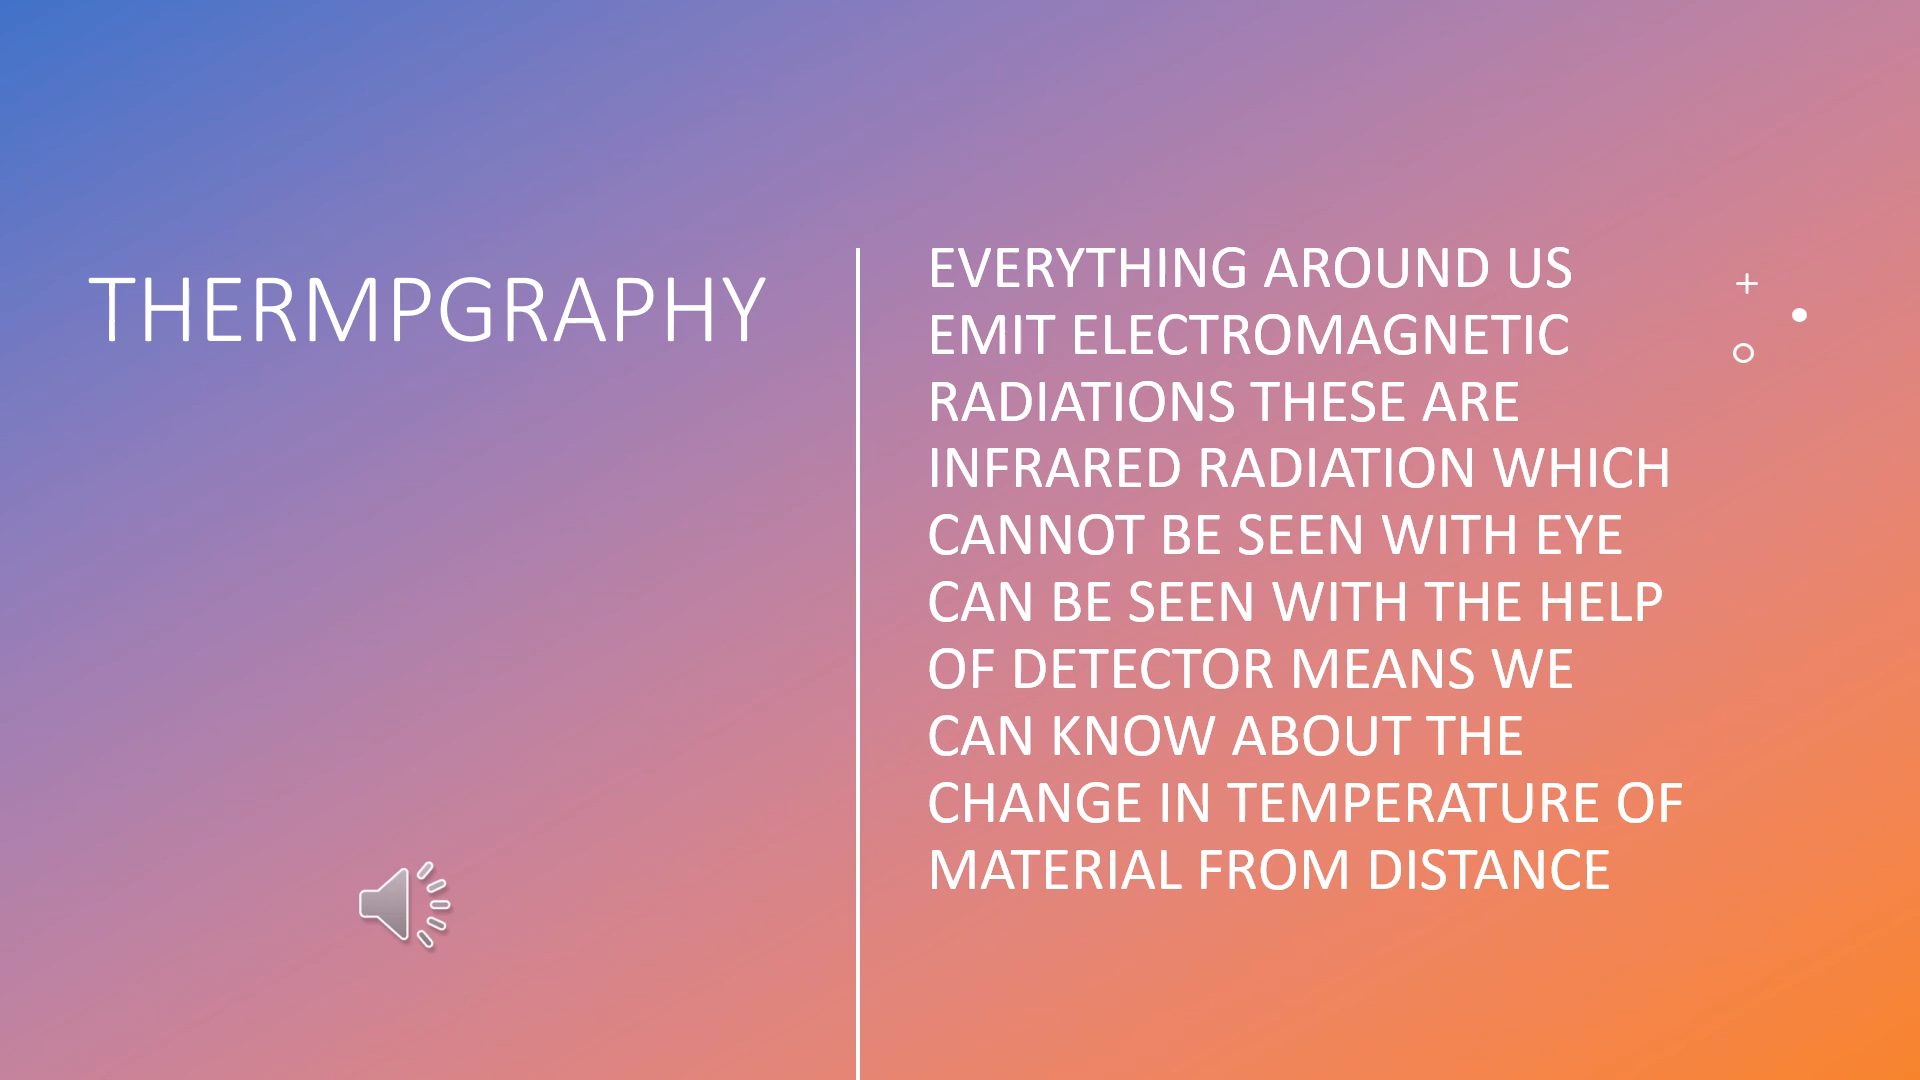 THERMPGRAPHY
EVERYTHING AROUND US
EMIT ELECTROMAGNETIC
RADIATIONS THESE ARE
INFRARED RADIATION WHICH
CANNOT BE SEEN WITH EYE
CAN BE SEEN WITH THE HELP
OF DETECTOR MEANS WE
CAN KNOW ABOUT THE
CHANGE IN TEMPERATURE OF
MATERIAL FROM DISTANCE